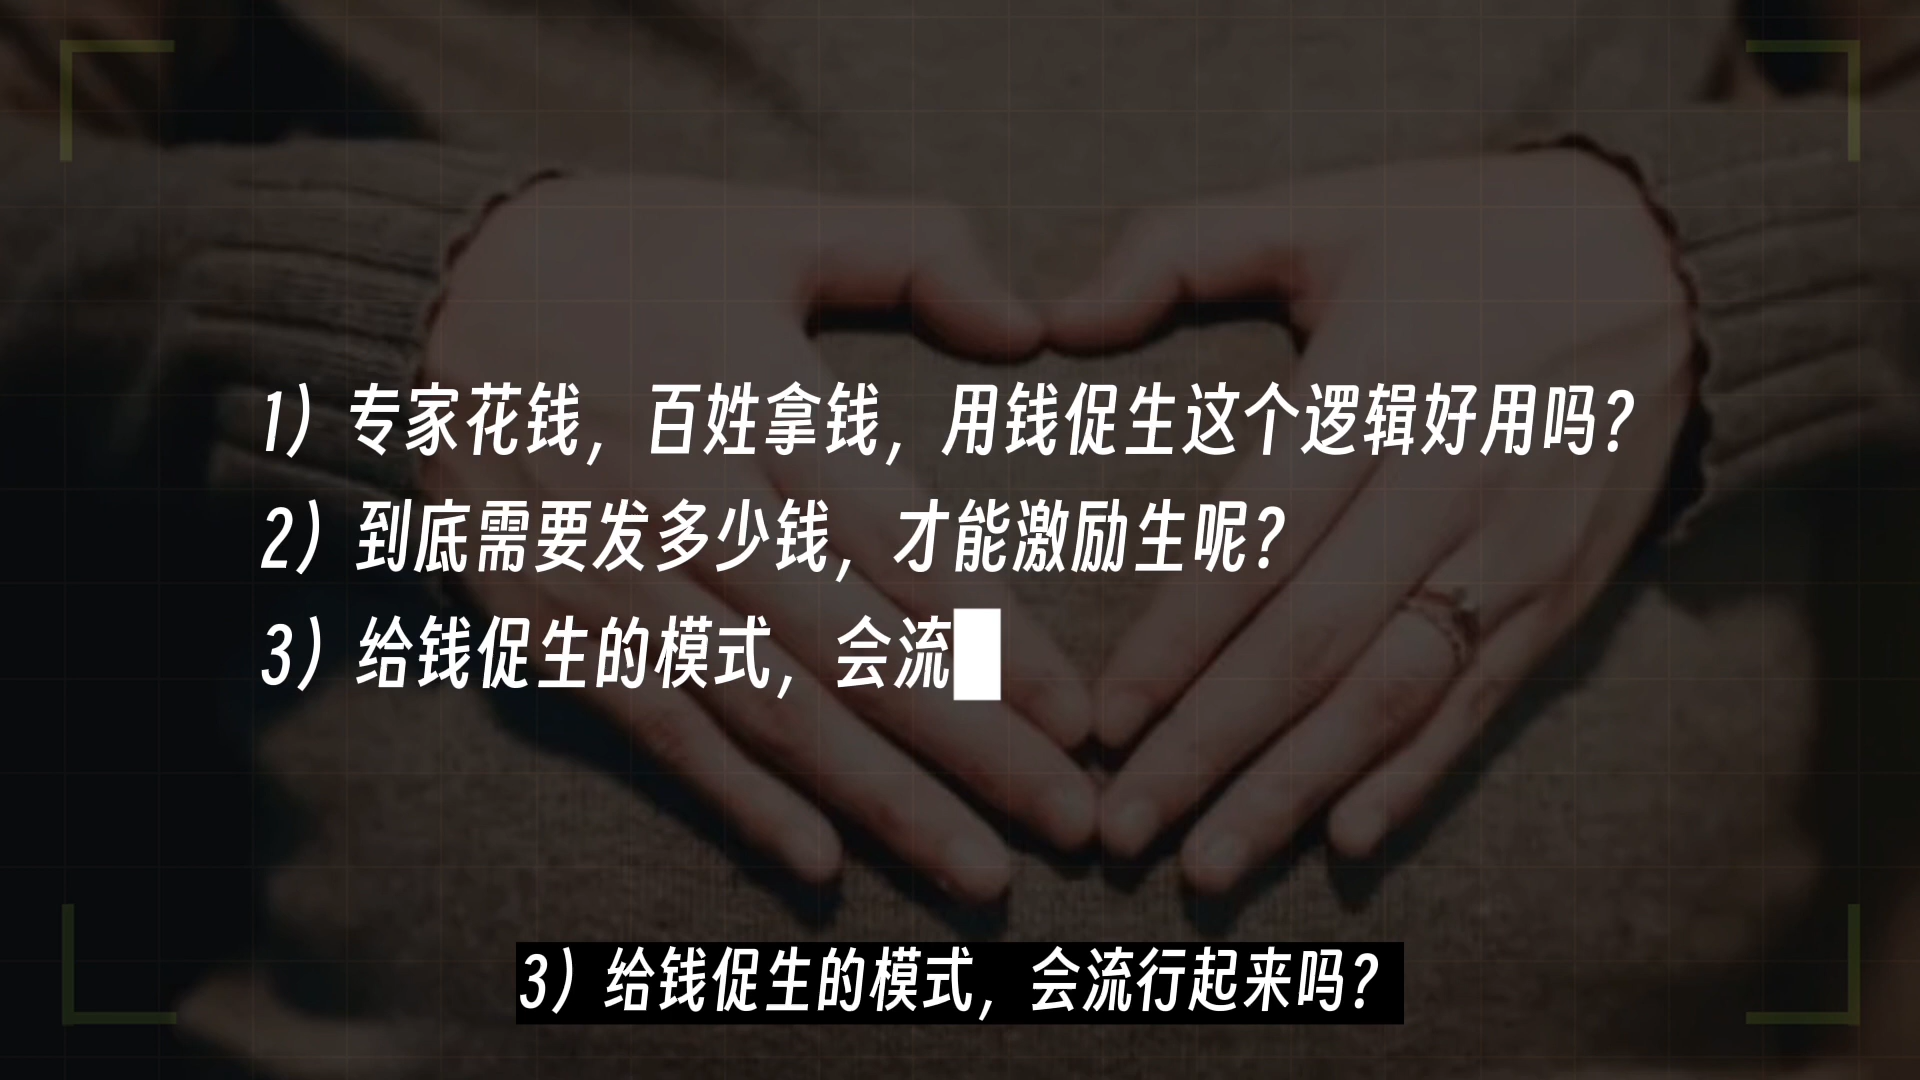 1）专家花钱，百姓拿钱，用钱促生这个逻辑好用吗？
2）到底需要发多少钱，才能激励生呢？
3）给钱促生的模式，会流
3）给钱促生的模式，会流行起来吗？